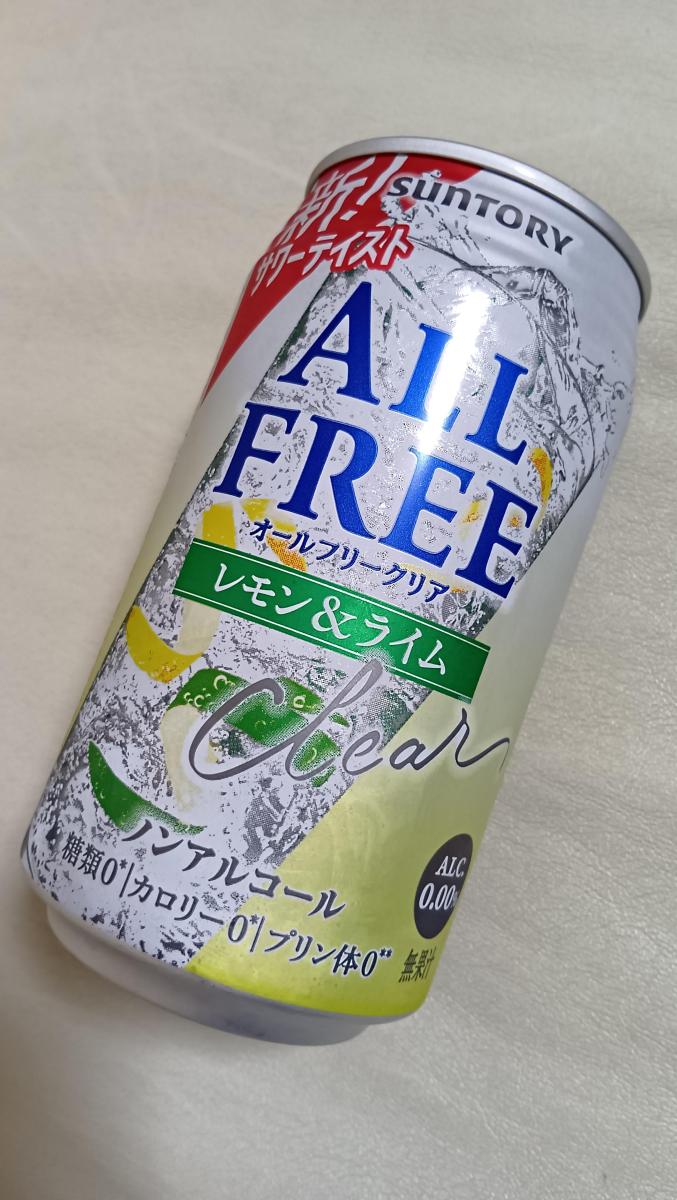 SUNTORY
新!
サワーテイスト
ALL
FREE
オールフリークリア
レモン&ライム
Clear
ノンアルコール
糖類0*|カロリー0*|プリン体0**
ALC.
0.00%
無果汁